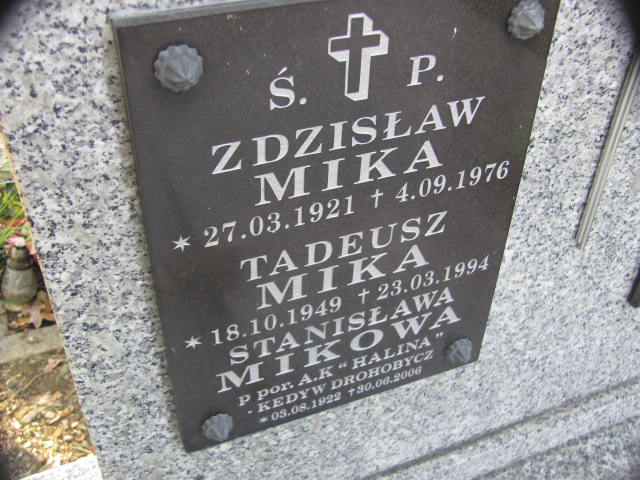 Ś. P.
ZDZISŁAW
MIKA
* 27.03.1921 † 4.09.1976
TADEUSZ
MIKA
* 18.10.1949 † 23.03.1994
STANISŁAWA
MIKOWA
p por. A.K "HALINA"
- KEDYW DROHOBYCZ
* 03.08.1922 † 30.06.2006